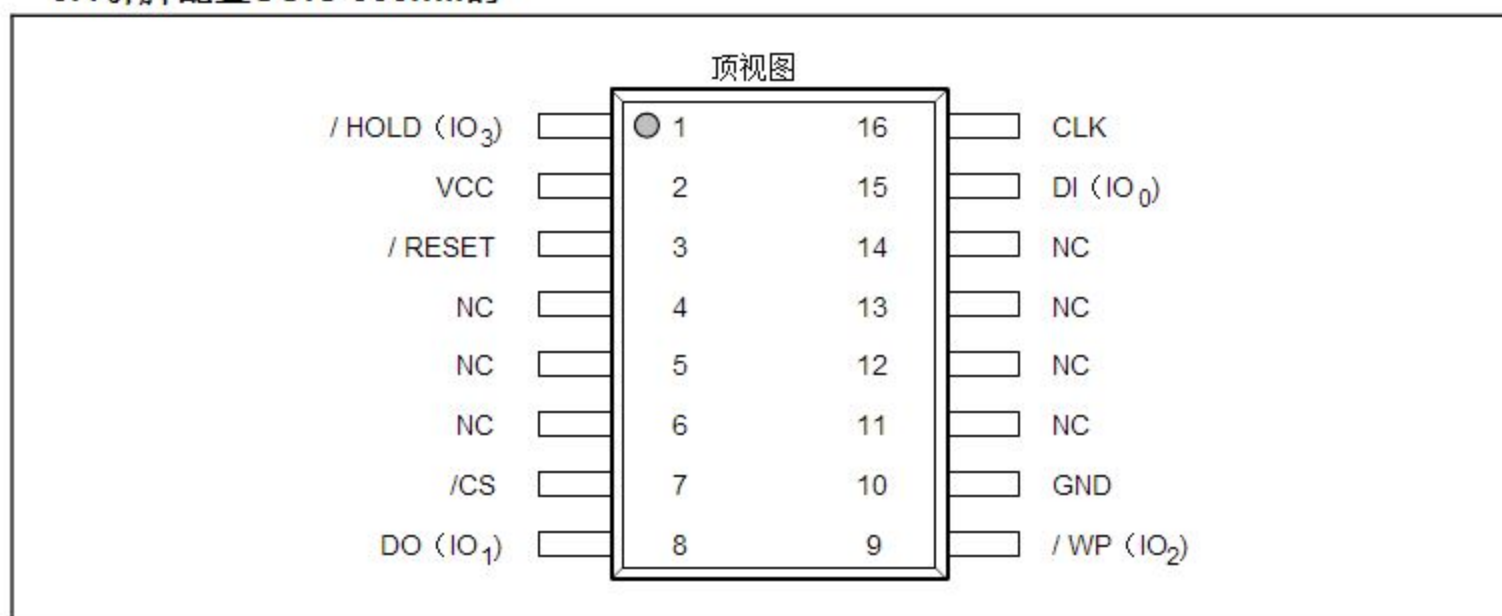 顶视图
/ HOLD（IO3） 1 16 CLK
VCC 2 15 DI（IO0）
/ RESET 3 14 NC
NC 4 13 NC
NC 5 12 NC
NC 6 11 NC
/CS 7 10 GND
DO（IO1） 8 9 / WP（IO2）